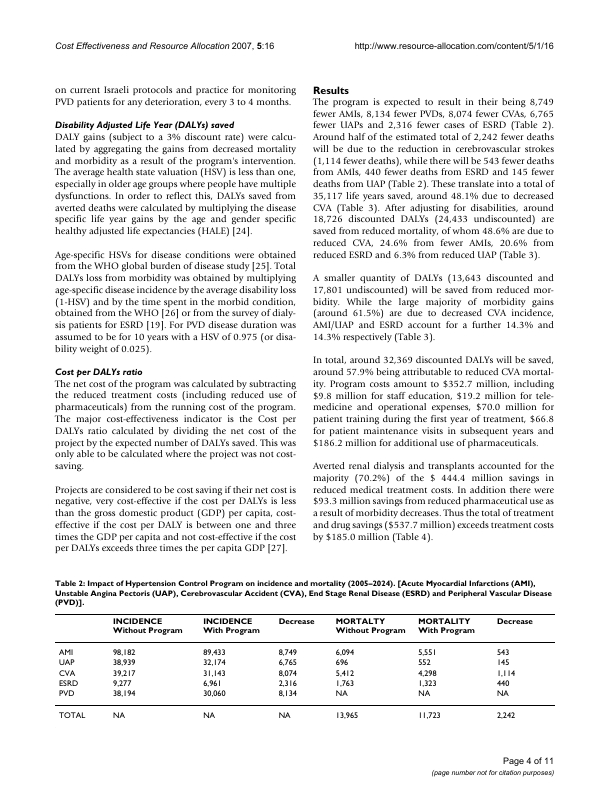 Cost Effectiveness and Resource Allocation 2007, 5:16 http://www.resource-allocation.com/content/5/1/16
on current Israeli protocols and practice for monitoring
PVD patients for any deterioration, every 3 to 4 months.
Disability Adjusted Life Year (DALYs) saved
DALY gains (subject to a 3% discount rate) were calcu-
lated by aggregating the gains from decreased mortality
and morbidity as a result of the program's intervention.
The average health state valuation (HSV) is less than one,
especially in older age groups where people have multiple
dysfunctions. In order to reflect this, DALYs saved from
averted deaths were calculated by multiplying the disease
specific life year gains by the age and gender specific
healthy adjusted life expectancies (HALE) [24].
Age-specific HSVs for disease conditions were obtained
from the WHO global burden of disease study [25]. Total
DALYs loss from morbidity was obtained by multiplying
age-specific disease incidence by the average disability loss
(1-HSV) and by the time spent in the morbid condition,
obtained from the WHO [26] or from the survey of dialy-
sis patients for ESRD [19]. For PVD disease duration was
assumed to be for 10 years with a HSV of 0.975 (or disa-
bility weight of 0.025).
Cost per DALYs ratio
The net cost of the program was calculated by subtracting
the reduced treatment costs (including reduced use of
pharmaceuticals) from the running cost of the program.
The major cost-effectiveness indicator is the Cost per
DALYs ratio calculated by dividing the net cost of the
project by the expected number of DALYs saved. This was
only able to be calculated where the project was not cost-
saving.
Projects are considered to be cost saving if their net cost is
negative, very cost-effective if the cost per DALYs is less
than the gross domestic product (GDP) per capita, cost-
effective if the cost per DALY is between one and three
times the GDP per capita and not cost-effective if the cost
per DALYs exceeds three times the per capita GDP [27].
Results
The program is expected to result in their being 8,749
fewer AMIs, 8,134 fewer PVDs, 8,074 fewer CVAs, 6,765
fewer UAPs and 2,316 fewer cases of ESRD (Table 2).
Around half of the estimated total of 2,242 fewer deaths
will be due to the reduction in cerebrovascular strokes
(1,114 fewer deaths), while there will be 543 fewer deaths
from AMIs, 440 fewer deaths from ESRD and 145 fewer
deaths from UAP (Table 2). These translate into a total of
35,117 life years saved, around 48.1% due to decreased
CVA (Table 3). After adjusting for disabilities, around
18,726 discounted DALYs (24,433 undiscounted) are
saved from reduced mortality, of whom 48.6% are due to
reduced CVA, 24.6% from fewer AMIs, 20.6% from
reduced ESRD and 6.3% from reduced UAP (Table 3).
A smaller quantity of DALYs (13,643 discounted and
17,801 undiscounted) will be saved from reduced mor-
bidity. While the large majority of morbidity gains
(around 61.5%) are due to decreased CVA incidence,
AMI/UAP and ESRD account for a further 14.3% and
14.3% respectively (Table 3).
In total, around 32,369 discounted DALYs will be saved,
around 57.9% being attributable to reduced CVA mortal-
ity. Program costs amount to $352.7 million, including
$9.8 million for staff education, $19.2 million for tele-
medicine and operational expenses, $70.0 million for
patient training during the first year of treatment, $66.8
for patient maintenance visits in subsequent years and
$186.2 million for additional use of pharmaceuticals.
Averted renal dialysis and transplants accounted for the
majority (70.2%) of the $ 444.4 million savings in
reduced medical treatment costs. In addition there were
$93.3 million savings from reduced pharmaceutical use as
a result of morbidity decreases. Thus the total of treatment
and drug savings ($537.7 million) exceeds treatment costs
by $185.0 million (Table 4).
Table 2: Impact of Hypertension Control Program on incidence and mortality (2005–2024). [Acute Myocardial Infarctions (AMI),
Unstable Angina Pectoris (UAP), Cerebrovascular Accident (CVA), End Stage Renal Disease (ESRD) and Peripheral Vascular Disease
(PVD)].
INCIDENCE INCIDENCE Decrease MORTALTY MORTALITY Decrease
Without Program With Program Without Program With Program
AMI 98,182 89,433 8,749 6,094 5,551 543
UAP 38,939 32,174 6,765 696 552 145
CVA 39,217 31,143 8,074 5,412 4,298 1,114
ESRD 9,277 6,961 2,316 1,763 1,323 440
PVD 38,194 30,060 8,134 NA NA NA
TOTAL NA NA NA 13,965 11,723 2,242
Page 4 of 11
(page number not for citation purposes)